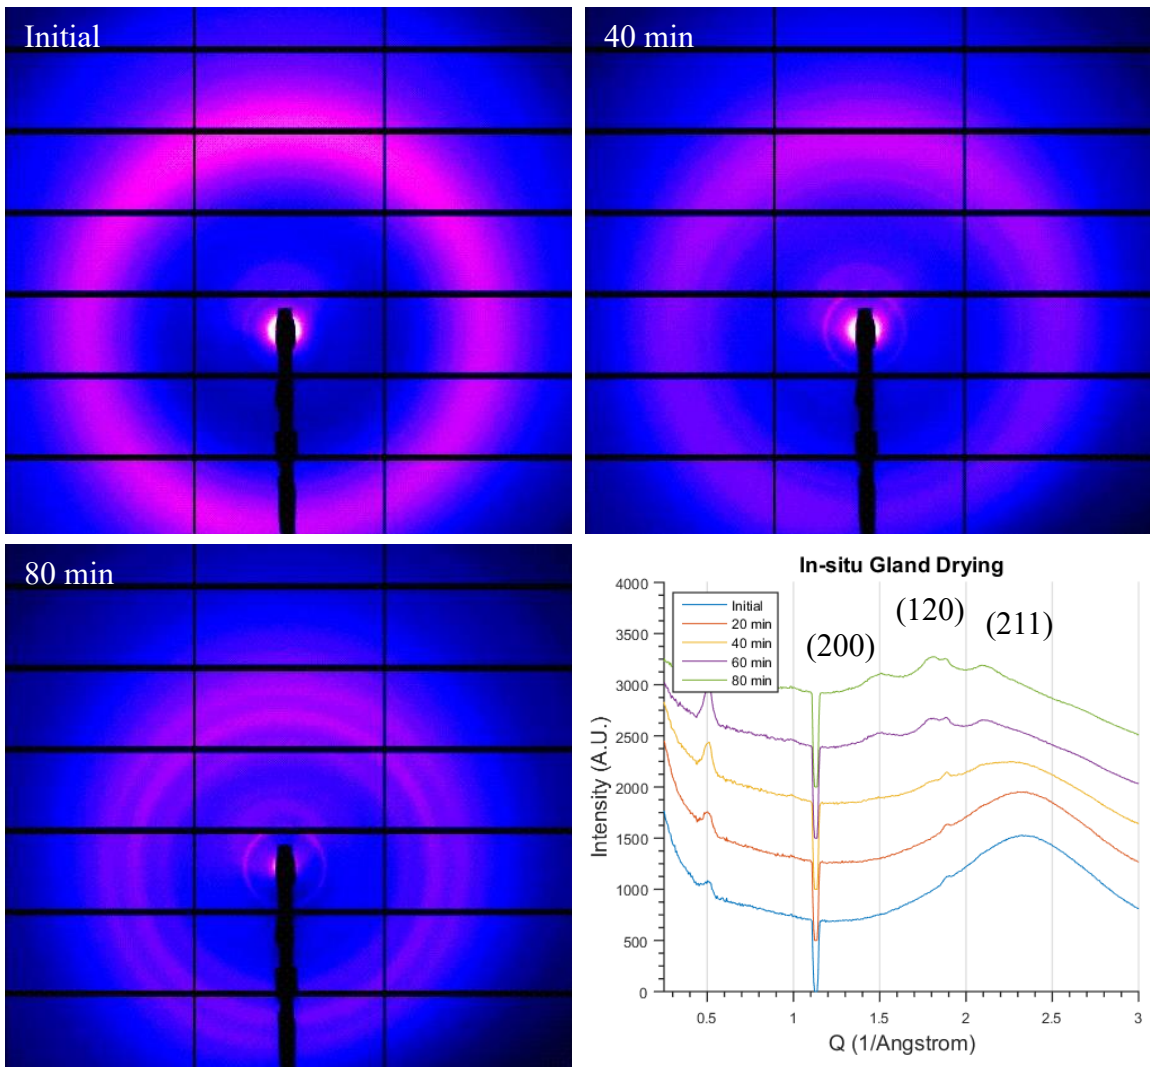 Initial
40 min
80 min
In-situ Gland Drying
4000
3500
3000
2500
2000
1500
1000
500
0
Intensity (A.U.)
Initial
20 min
40 min
60 min
80 min
(200)
(120)
(211)
0.5
1
1.5
2
2.5
3
Q (1/Angstrom)